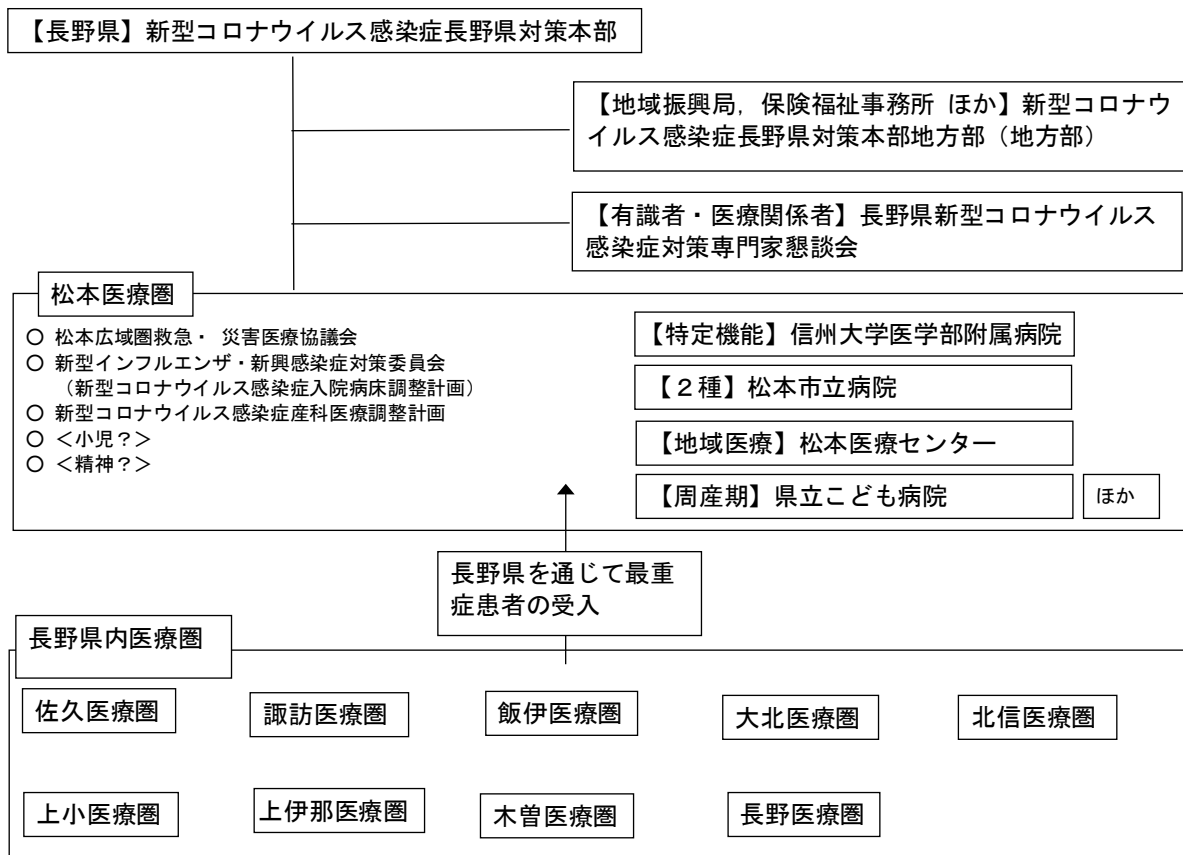 【長野県】新型コロナウイルス感染症長野県対策本部
【地域振興局，保険福祉事務所 ほか】新型コロナウ
イルス感染症長野県対策本部地方部（地方部）
【有識者・医療関係者】長野県新型コロナウイルス
感染症対策専門家懇談会
松本医療圏
○ 松本広域圏救急・ 災害医療協議会
○ 新型インフルエンザ・新興感染症対策委員会
（新型コロナウイルス感染症入院病床調整計画）
○ 新型コロナウイルス感染症産科医療調整計画
○ ＜小児？＞
○ ＜精神？＞
【特定機能】信州大学医学部附属病院
【２種】松本市立病院
【地域医療】松本医療センター
【周産期】県立こども病院
ほか
長野県を通じて最重
症患者の受入
長野県内医療圏
佐久医療圏
諏訪医療圏
飯伊医療圏
大北医療圏
北信医療圏
上小医療圏
上伊那医療圏
木曽医療圏
長野医療圏